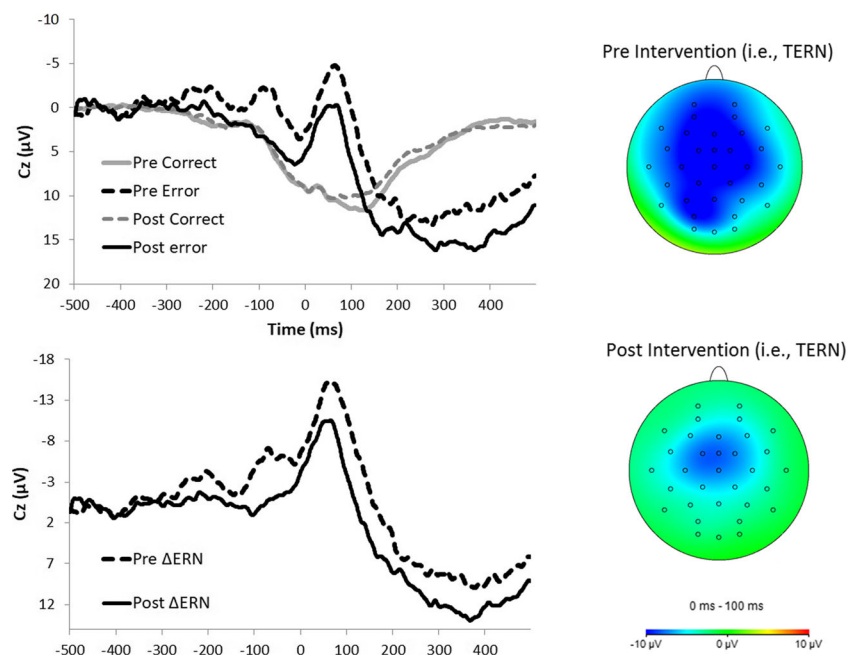 -10
-5
0
5
10
15
20
Cz (µV)
Pre Correct
Pre Error
Post Correct
Post error
-500 -400 -300 -200 -100 0 100 200 300 400
Time (ms)
Pre Intervention (i.e., TERN)
-18
-13
-8
-3
2
7
12
Cz (µV)
Pre ΔERN
Post ΔERN
-500 -400 -300 -200 -100 0 100 200 300 400
Post Intervention (i.e., TERN)
0 ms - 100 ms
-10 µV 0 µV 10 µV